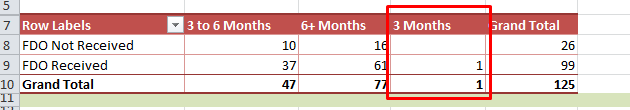 5
7 Row Labels 3 to 6 Months 6+ Months 3 Months Grand Total
8 FDO Not Received 10 16 26
9 FDO Received 37 61 1 99
10 Grand Total 47 77 1 125
11